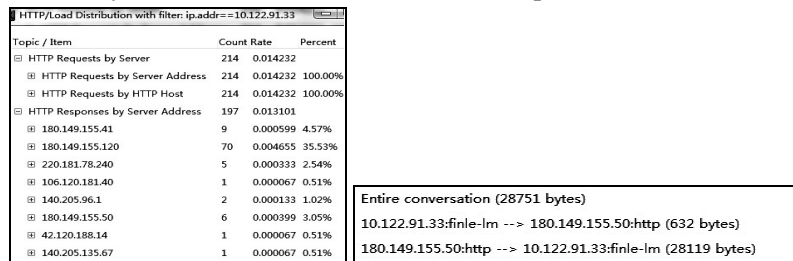 HTTP/Load Distribution with filter: ip.addr==10.122.91.33
Topic / Item Count Rate Percent
HTTP Requests by Server 214 0.014232
HTTP Requests by Server Address 214 0.014232 100.00%
HTTP Requests by HTTP Host 214 0.014232 100.00%
HTTP Responses by Server Address 197 0.013101
180.149.155.41 9 0.000599 4.57%
180.149.155.120 70 0.004655 35.53%
220.181.78.240 5 0.000333 2.54%
106.120.181.40 1 0.000067 0.51%
140.205.96.1 2 0.000133 1.02%
180.149.155.50 6 0.000399 3.05%
42.120.188.14 1 0.000067 0.51%
140.205.135.67 1 0.000067 0.51%
Entire conversation (28751 bytes)
10.122.91.33:finle-lm --> 180.149.155.50:http (632 bytes)
180.149.155.50:http --> 10.122.91.33:finle-lm (28119 bytes)